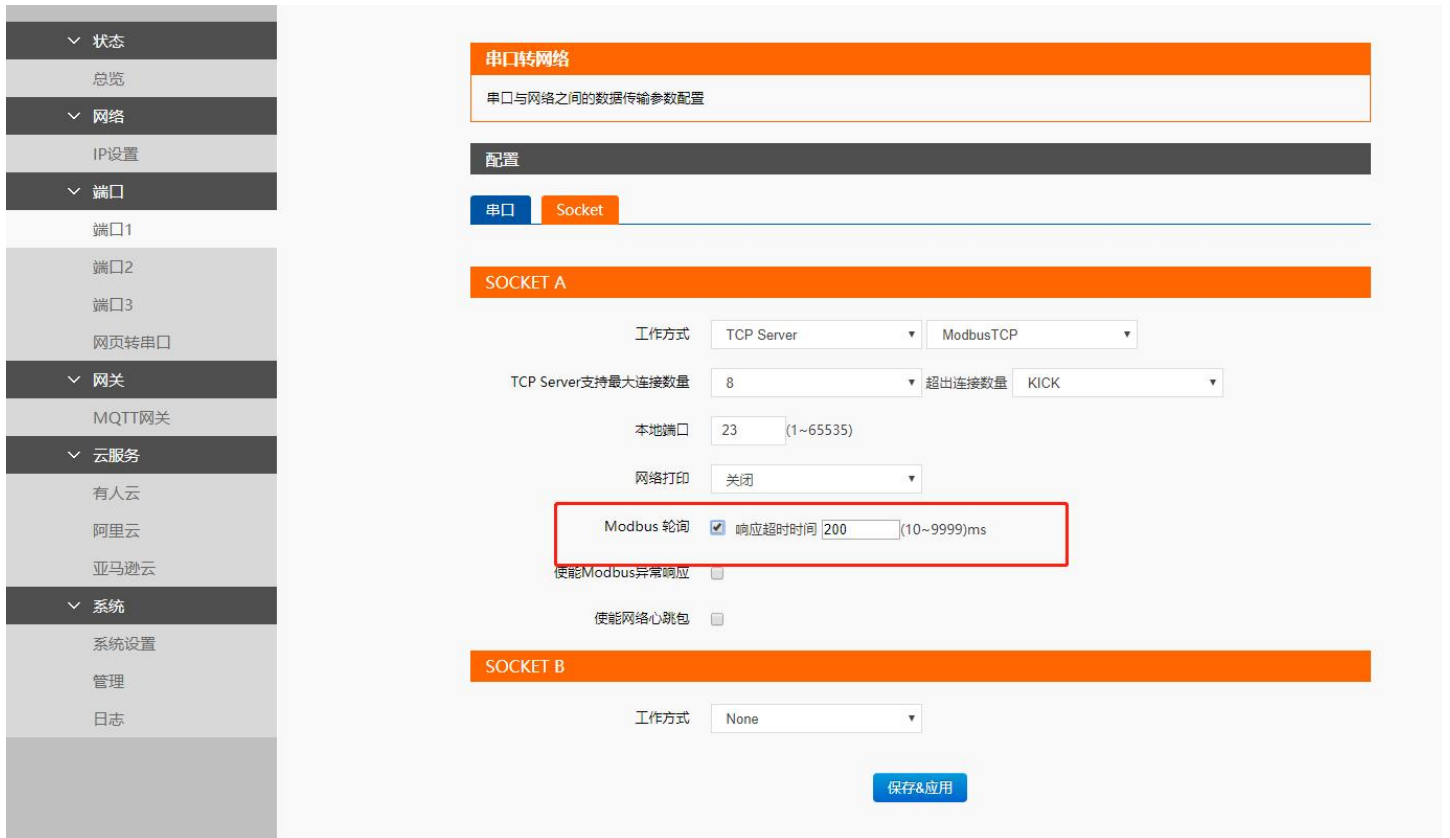 状态
总览
网络
IP设置
端口
端口1
端口2
端口3
网页转串口
网关
MQTT网关
云服务
有人云
阿里云
亚马逊云
系统
系统设置
管理
日志
串口转网络
串口与网络之间的数据传输参数配置
配置
串口 Socket
SOCKET A
工作方式 TCP Server ModbusTCP
TCP Server支持最大连接数量 8 超出连接数量 KICK
本地端口 23 (1~65535)
网络打印 关闭
Modbus 轮询 响应超时时间 200 (10~9999)ms
使能Modbus异常响应
使能网络心跳包
SOCKET B
工作方式 None
保存&应用